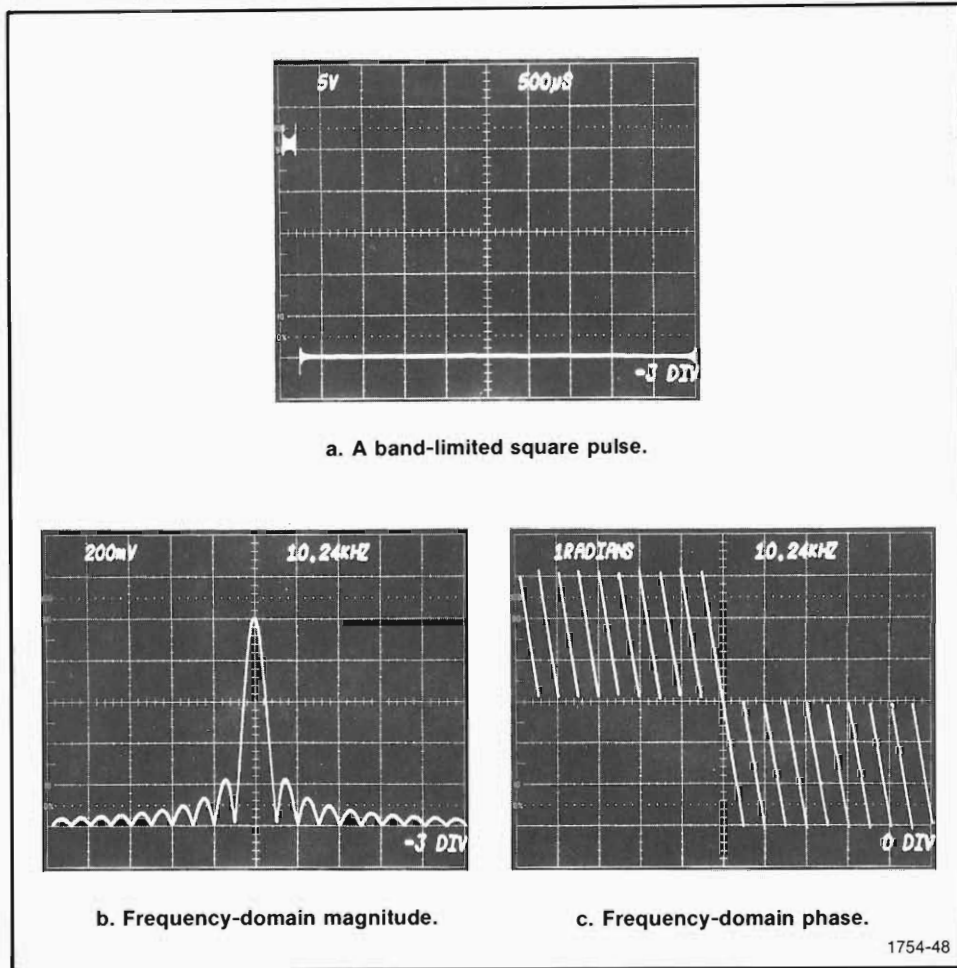 5V 500µS
-3 DIV
a. A band-limited square pulse.
200mV 10.24KHZ
-3 DIV
1RADIANS 10.24KHZ
0 DIV
b. Frequency-domain magnitude. c. Frequency-domain phase.
1754-48